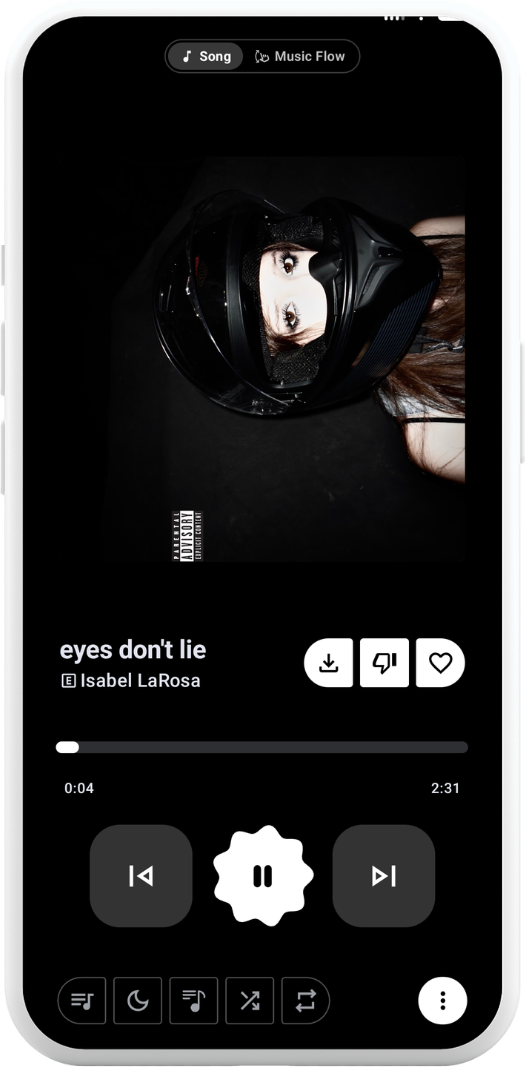 Song
Music Flow
PARENTAL
ADVISORY
EXPLICIT CONTENT
eyes don't lie
E Isabel LaRosa
0:04
2:31